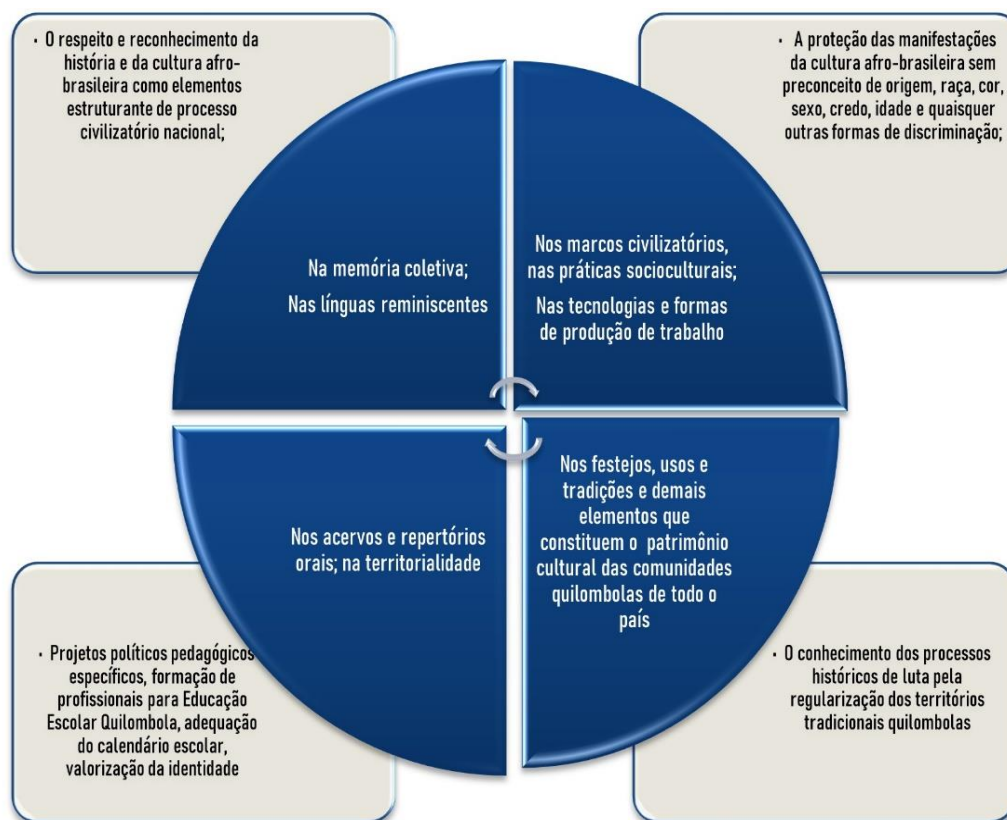 · O respeito e reconhecimento da
história e da cultura afro-
brasileira como elementos
estruturante de processo
civilizatório nacional;
· A proteção das manifestações
da cultura afro-brasileira sem
preconceito de origem, raça, cor,
sexo, credo, idade e quaisquer
outras formas de discriminação;
Na memória coletiva;
Nas línguas reminiscentes
Nos marcos civilizatórios,
nas práticas socioculturais;
Nas tecnologias e formas
de produção de trabalho
Nos acervos e repertórios
orais; na territorialidade
Nos festejos, usos e
tradições e demais
elementos que
constituem o patrimônio
cultural das comunidades
quilombolas de todo o
país
· Projetos políticos pedagógicos
específicos, formação de
profissionais para Educação
Escolar Quilombola, adequação
do calendário escolar,
valorização da identidade
· O conhecimento dos processos
históricos de luta pela
regularização dos territórios
tradicionais quilombolas